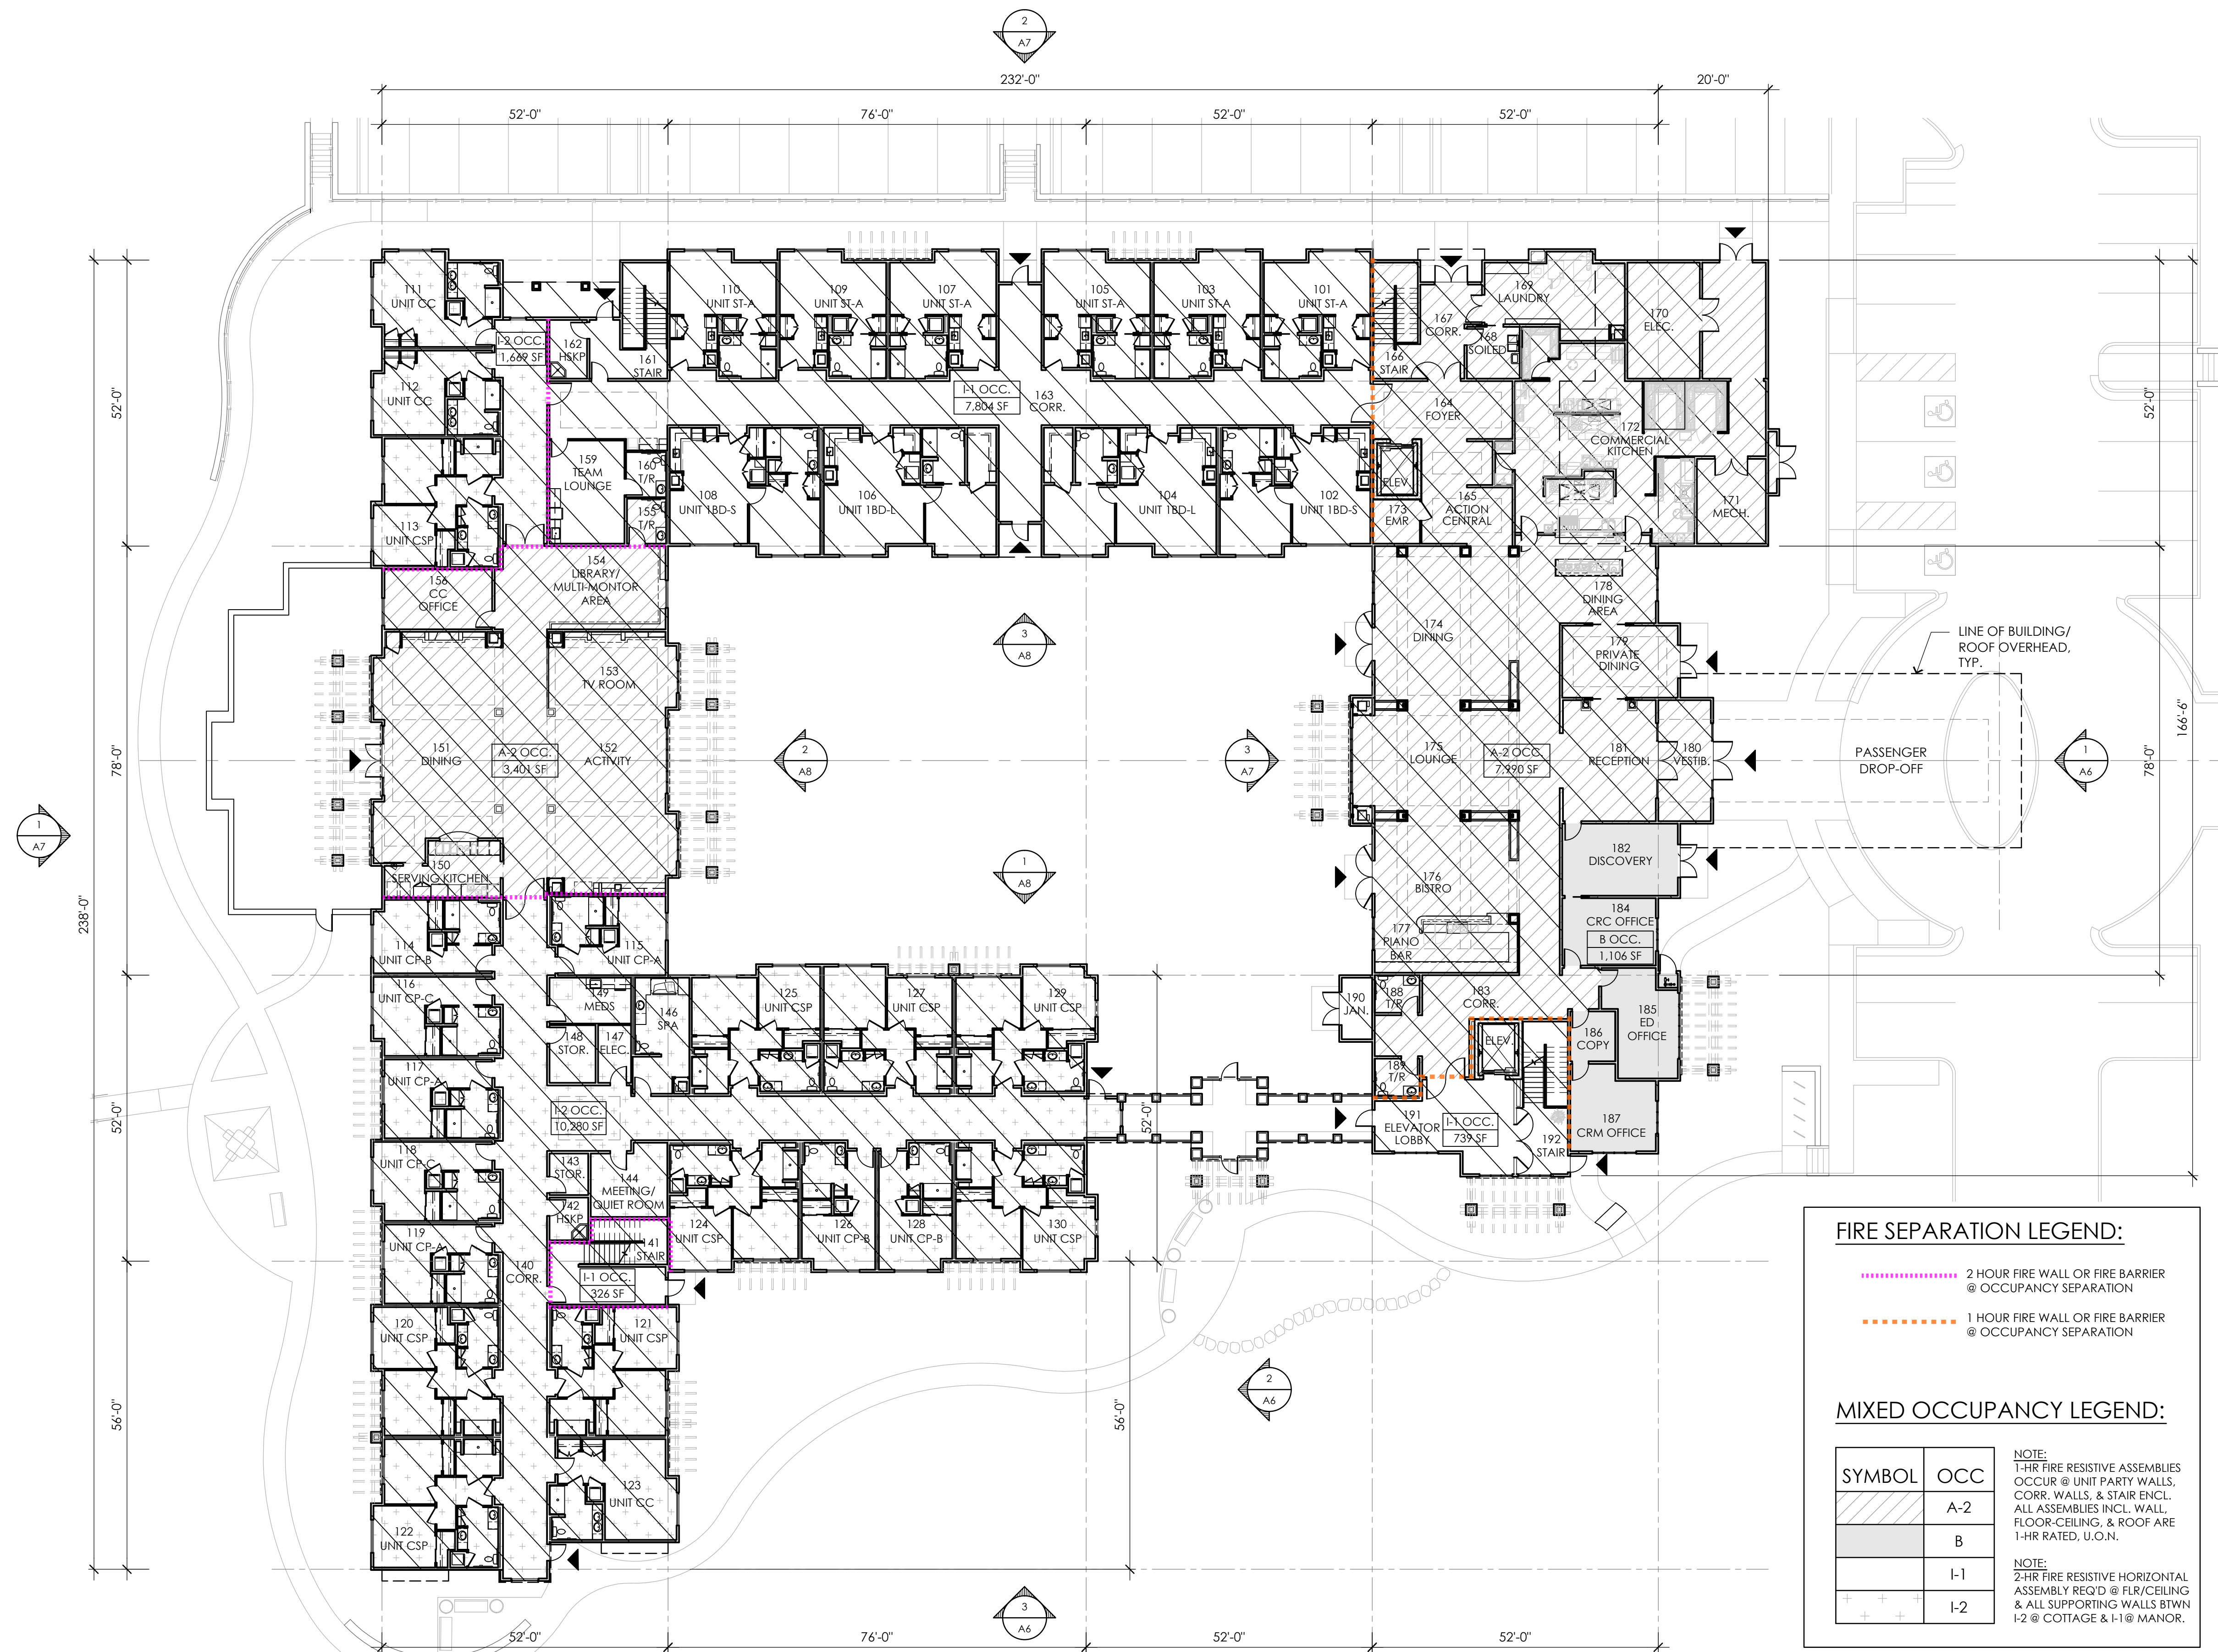 2
A7
232'-0"
20'-0"
52'-0"
76'-0"
52'-0"
52'-0"
111
UNIT CC
I-2 OCC.
1,669 SF
162
HSKP
161
STAIR
110
UNIT ST-A
109
UNIT ST-A
107
UNIT ST-A
105
UNIT ST-A
103
UNIT ST-A
101
UNIT ST-A
166
STAIR
167
CORR.
168
SOILED
169
LAUNDRY
170
ELEC.
112
UNIT CC
I-1 OCC.
7,804 SF
163
CORR.
164
FOYER
172
COMMERCIAL
KITCHEN
52'-0"
52'-0"
113
UNIT CSP
159
TEAM
LOUNGE
160
T/R
155
T/R
108
UNIT 1BD-S
106
UNIT 1BD-L
104
UNIT 1BD-L
102
UNIT 1BD-S
ELEV.
173
EMR
165
ACTION
CENTRAL
171
MECH.
156
CC
OFFICE
154
LIBRARY/
MULTI-MONTOR
AREA
3
A8
174
DINING
178
DINING
AREA
179
PRIVATE
DINING
LINE OF BUILDING/
ROOF OVERHEAD,
TYP.
153
TV ROOM
166'-6"
78'-0"
151
DINING
A-2 OCC.
3,401 SF
152
ACTIVITY
2
A8
3
A7
175
LOUNGE
A-2 OCC
7,990 SF
181
RECEPTION
180
VESTIB.
PASSENGER
DROP-OFF
1
A6
78'-0"
1
A7
238'-0"
150
SERVING KITCHEN
1
A8
176
BISTRO
182
DISCOVERY
184
CRC OFFICE
B OCC.
1,106 SF
177
PIANO
BAR
114
UNIT CP-B
115
UNIT CP-A
116
UNIT CP-C
149
MEDS
146
SPA
125
UNIT CSP
127
UNIT CSP
129
UNIT CSP
190
JAN.
188
T/R
183
CORR.
185
ED
OFFICE
186
COPY
148
STOR.
147
ELEC.
ELEV.
117
UNIT CP-A
189
T/R
52'-0"
I-2 OCC.
10,280 SF
52'-0"
191
ELEVATOR
LOBBY
I-1 OCC.
739 SF
192
STAIR
187
CRM OFFICE
118
UNIT CP-C
143
STOR.
144
MEETING/
QUIET ROOM
142
HSKP
124
UNIT CSP
126
UNIT CP-B
128
UNIT CP-B
130
UNIT CSP
119
UNIT CP-A
141
STAIR
140
CORR.
I-1 OCC.
326 SF
120
UNIT CSP
121
UNIT CSP
56'-0"
56'-0"
2
A6
123
UNIT CC
122
UNIT CSP
3
A6
52'-0"
76'-0"
52'-0"
52'-0"
FIRE SEPARATION LEGEND:
2 HOUR FIRE WALL OR FIRE BARRIER
@ OCCUPANCY SEPARATION
1 HOUR FIRE WALL OR FIRE BARRIER
@ OCCUPANCY SEPARATION
MIXED OCCUPANCY LEGEND:
SYMBOL OCC
A-2
B
I-1
I-2
NOTE:
1-HR FIRE RESISTIVE ASSEMBLIES
OCCUR @ UNIT PARTY WALLS,
CORR. WALLS, & STAIR ENCL.
ALL ASSEMBLIES INCL. WALL,
FLOOR-CEILING, & ROOF ARE
1-HR RATED, U.O.N.
NOTE:
2-HR FIRE RESISTIVE HORIZONTAL
ASSEMBLY REQ'D @ FLR/CEILING
& ALL SUPPORTING WALLS BTWN
I-2 @ COTTAGE & I-1@ MANOR.